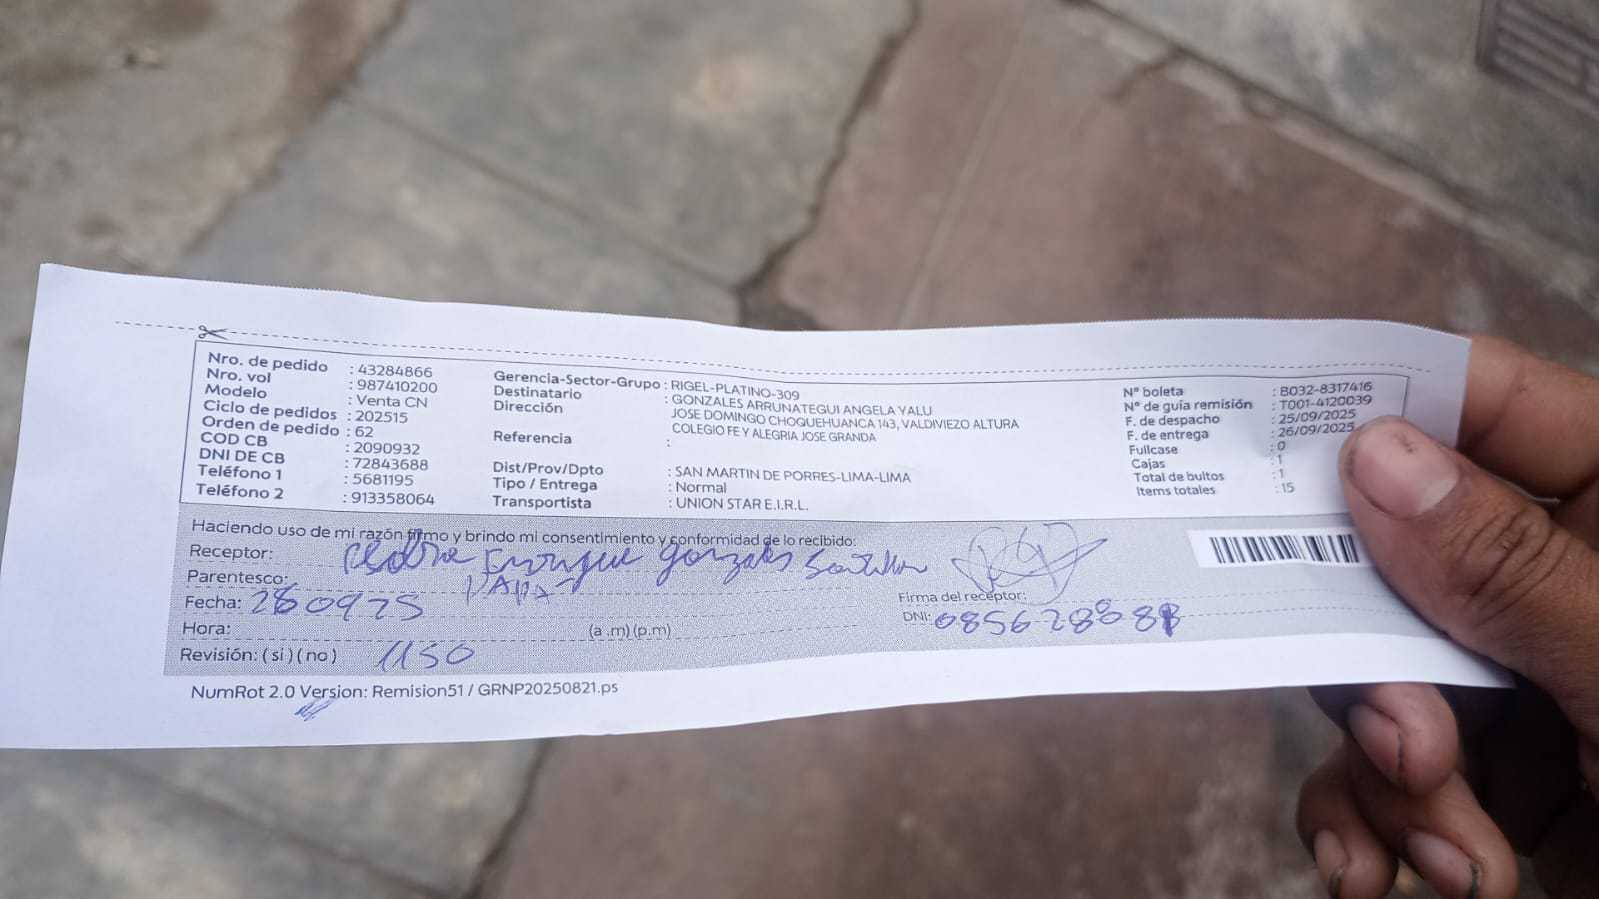 Nro. de pedido : 43284866
Nro. vol : 987410200
Modelo : Venta CN
Ciclo de pedidos : 202515
Orden de pedido : 62
COD CB : 2090932
DNI DE CB : 72843688
Teléfono 1 : 5681195
Teléfono 2 : 913358064
Gerencia-Sector-Grupo : RIGEL-PLATINO-309
Destinatario : GONZALES ARRUNATEGUI ANGELA YALU
Dirección JOSE DOMINGO CHOQUEHUANCA 143, VALDIVIEZO ALTURA
COLEGIO FE Y ALEGRIA JOSE GRANDA
Referencia :
Dist/Prov/Dpto : SAN MARTIN DE PORRES-LIMA-LIMA
Tipo / Entrega : Normal
Transportista : UNION STAR E.I.R.L.
N° boleta : B032-8317416
N° de guía remisión : T001-4120039
F. de despacho : 25/09/2025
F. de entrega : 26/09/2025
Fullcase : 0
Cajas : 1
Total de bultos : 1
Items totales : 15
Haciendo uso de mi razón firmo y brindo mi consentimiento y conformidad de lo recibido:
Receptor: Enrique Gonzales
Parentesco: PAPA
Fecha: 280925
Firma del receptor:
DNI:
Hora: (a .m) (p.m)
Revisión: ( si ) ( no ) 1150
NumRot 2.0 Version: Remision51 / GRNP20250821.ps